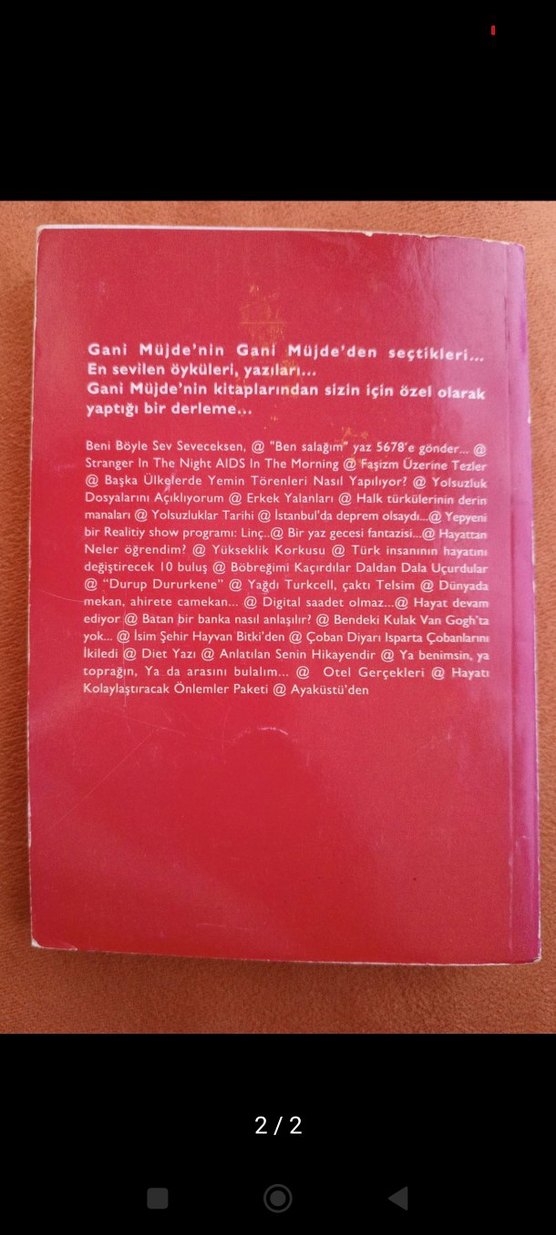 Gani Müjde'nin Gani Müjde'den seçtikleri...
En sevilen öyküleri, yazıları...
Gani Müjde'nin kitaplarından sizin için özel olarak
yaptığı bir derleme...
Beni Böyle Sev Seveceksen, @ "Ben salağım" yaz 5678'e gönder... @
Stranger In The Night AIDS In The Morning @ Faşizm Üzerine Tezler
@ Başka Ülkelerde Yemin Törenleri Nasıl Yapılıyor? @ Yolsuzluk
Dosyalarını Açıklıyorum @ Erkek Yalanları @ Halk türkülerinin derin
manaları @ Yolsuzluklar Tarihi @ İstanbul'da deprem olsaydı...@ Yepyeni
bir Realitiy show programı: Linç..@ Bir yaz gecesi fantazisi...@ Hayattan
Neler öğrendim? @ Yükseklik Korkusu @ Türk insanının hayatını
değiştirecek 10 buluş @ Böbreğimi Kaçırdılar Daldan Dala Uçurdular
@ "Durup Dururkene" @ Yağdı Turkcell, çaktı Telsim @ Dünyada
mekan, ahirete camekan... @ Digital saadet olmaz...@ Hayat devam
ediyor @ Batan bir banka nasıl anlaşılır? @ Bendeki Kulak Van Gogh'ta
yok... @ İsim Şehir Hayvan Bitki'den @ Çoban Diyarı Isparta Çobanlarını
İkiledi @ Diet Yazı @ Anlatılan Senin Hikayendir @ Ya benimsin, ya
toprağın, Ya da arasını bulalım... @ Otel Gerçekleri @ Hayatı
Kolaylaştıracak Önlemler Paketi @ Ayaküstü'den
2 / 2